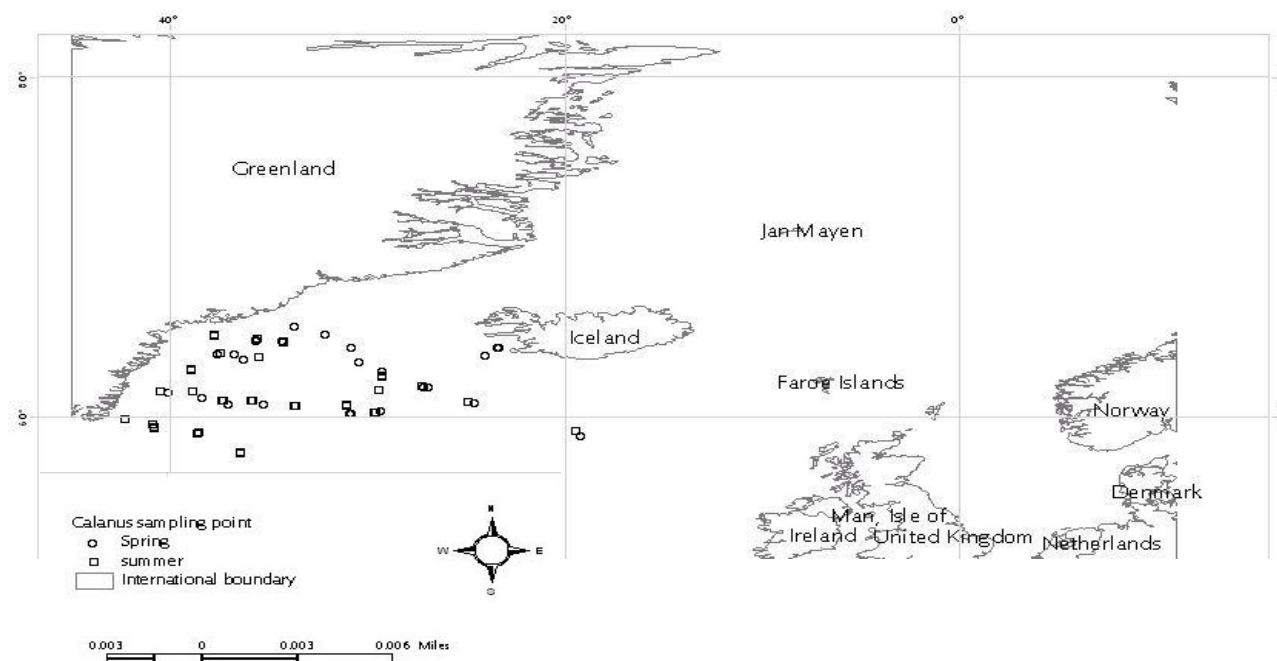 40° 20° 0°
80°
Greenland
Jan Mayen
Iceland
Faroe Islands
60°
Norway
Denmark
Man, Isle of
Ireland United Kingdom Netherlands
Calanus sampling point
Spring
summer
International boundary
N
W E
S
0.003 0 0.003 0.006 Miles